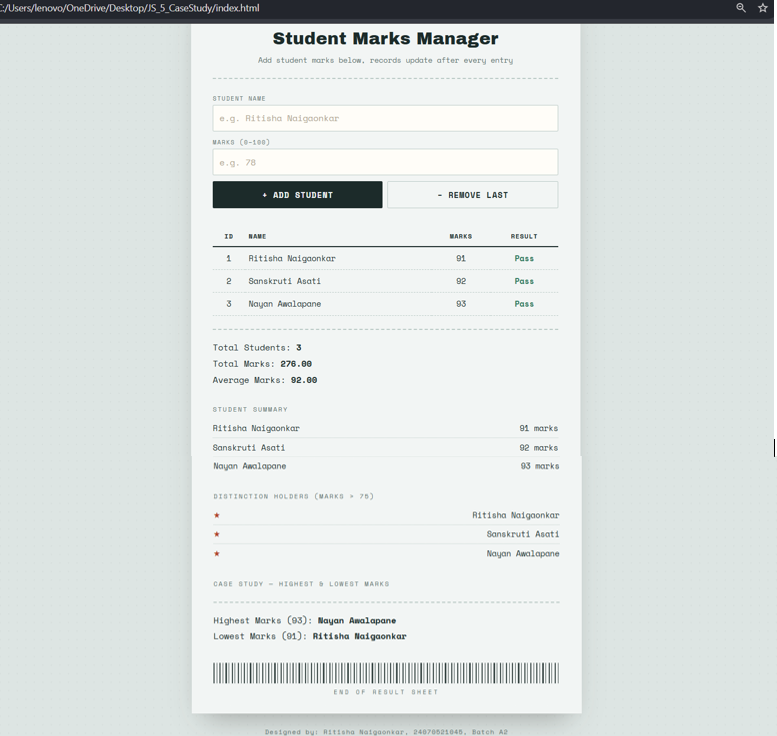 C:/Users/lenovo/OneDrive/Desktop/JS_5_CaseStudy/index.html
Student Marks Manager
Add student marks below, records update after every entry
STUDENT NAME
e.g. Ritisha Naigaonkar
MARKS (0–100)
e.g. 78
+ ADD STUDENT – REMOVE LAST
ID NAME MARKS RESULT
1 Ritisha Naigaonkar 91 Pass
2 Sanskruti Asati 92 Pass
3 Nayan Awalapane 93 Pass
Total Students: 3
Total Marks: 276.00
Average Marks: 92.00
STUDENT SUMMARY
Ritisha Naigaonkar 91 marks
Sanskruti Asati 92 marks
Nayan Awalapane 93 marks
DISTINCTION HOLDERS (MARKS > 75)
★ Ritisha Naigaonkar
★ Sanskruti Asati
★ Nayan Awalapane
CASE STUDY — HIGHEST & LOWEST MARKS
Highest Marks (93): Nayan Awalapane
Lowest Marks (91): Ritisha Naigaonkar
END OF RESULT SHEET
Designed by: Ritisha Naigaonkar, 24070521045, Batch A2